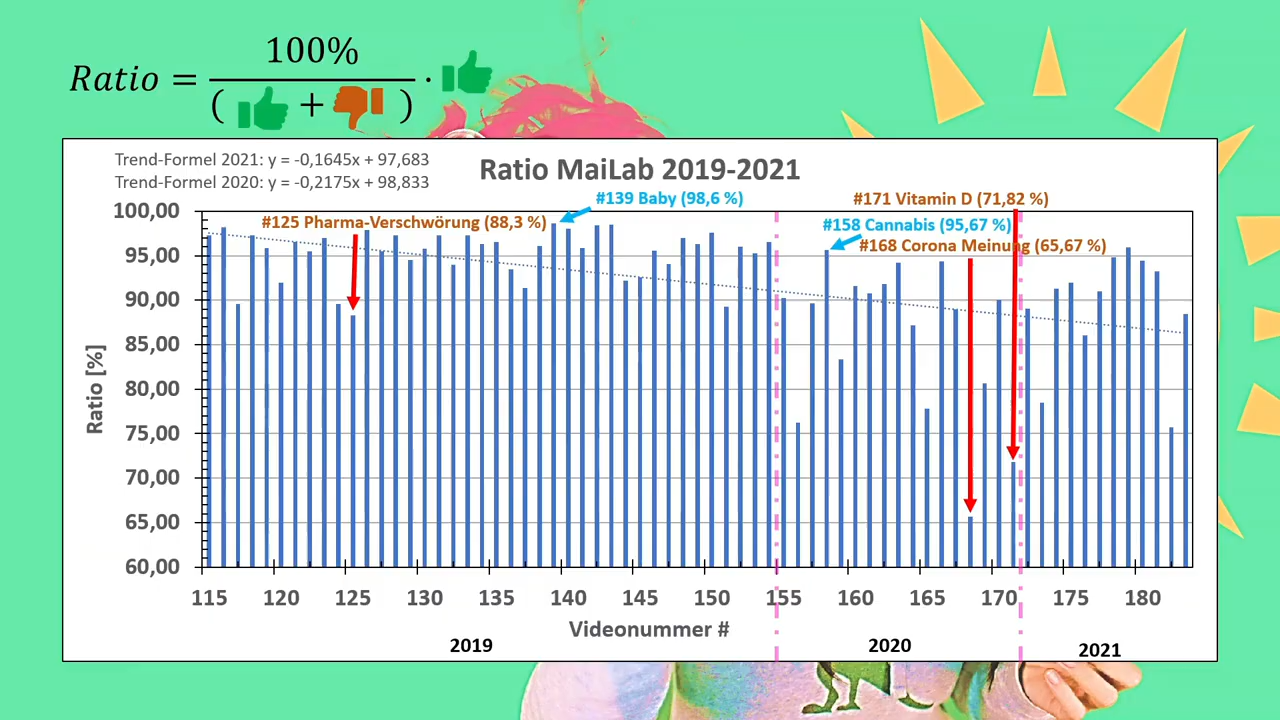 Ratio = 100% / ( + ) ·
Trend-Formel 2021: y = -0,1645x + 97,683
Trend-Formel 2020: y = -0,2175x + 98,833
Ratio MaiLab 2019-2021
#139 Baby (98,6 %)
#171 Vitamin D (71,82 %)
#125 Pharma-Verschwörung (88,3 %)
#158 Cannabis (95,67 %)
#168 Corona Meinung (65,67 %)
100,00
95,00
90,00
85,00
80,00
75,00
70,00
65,00
60,00
Ratio [%]
115 120 125 130 135 140 145 150 155 160 165 170 175 180
Videonummer #
2019 2020 2021